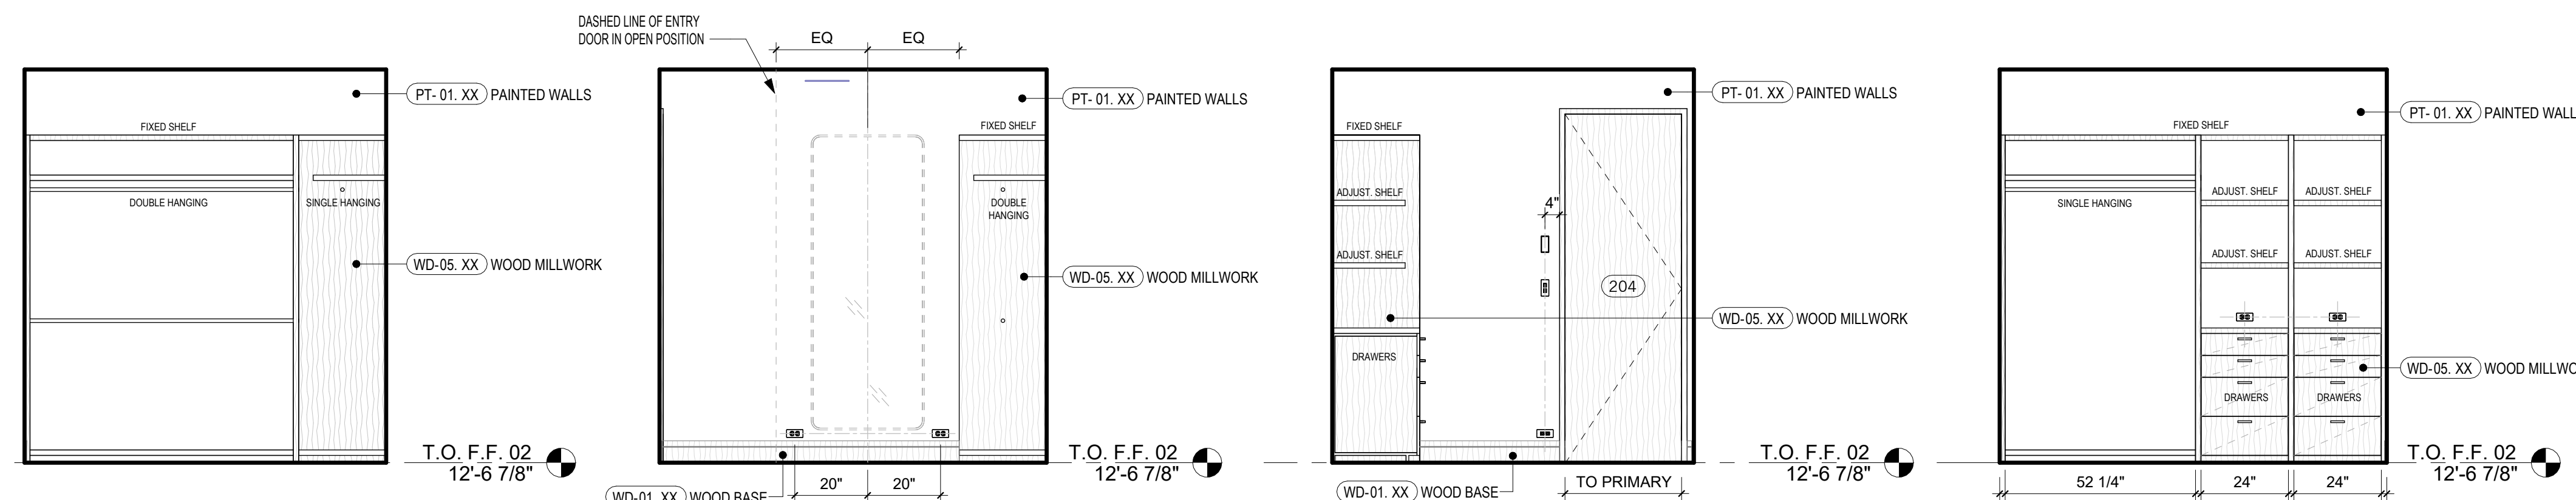 DASHED LINE OF ENTRY
DOOR IN OPEN POSITION
EQ
EQ
PT- 01. XX PAINTED WALLS
FIXED SHELF
DOUBLE HANGING
SINGLE HANGING
WD-05. XX WOOD MILLWORK
T.O. F.F. 02
12'-6 7/8"
PT- 01. XX PAINTED WALLS
FIXED SHELF
DOUBLE
HANGING
WD-05. XX WOOD MILLWORK
T.O. F.F. 02
12'-6 7/8"
20"
20"
WD-01. XX WOOD BASE
PT- 01. XX PAINTED WALLS
FIXED SHELF
ADJUST. SHELF
4"
ADJUST. SHELF
204
WD-05. XX WOOD MILLWORK
DRAWERS
T.O. F.F. 02
12'-6 7/8"
TO PRIMARY
WD-01. XX WOOD BASE
PT- 01. XX PAINTED WALL
FIXED SHELF
ADJUST. SHELF
ADJUST. SHELF
SINGLE HANGING
ADJUST. SHELF
ADJUST. SHELF
WD-05. XX WOOD MILLWO
DRAWERS
DRAWERS
T.O. F.F. 02
12'-6 7/8"
52 1/4"
24"
24"